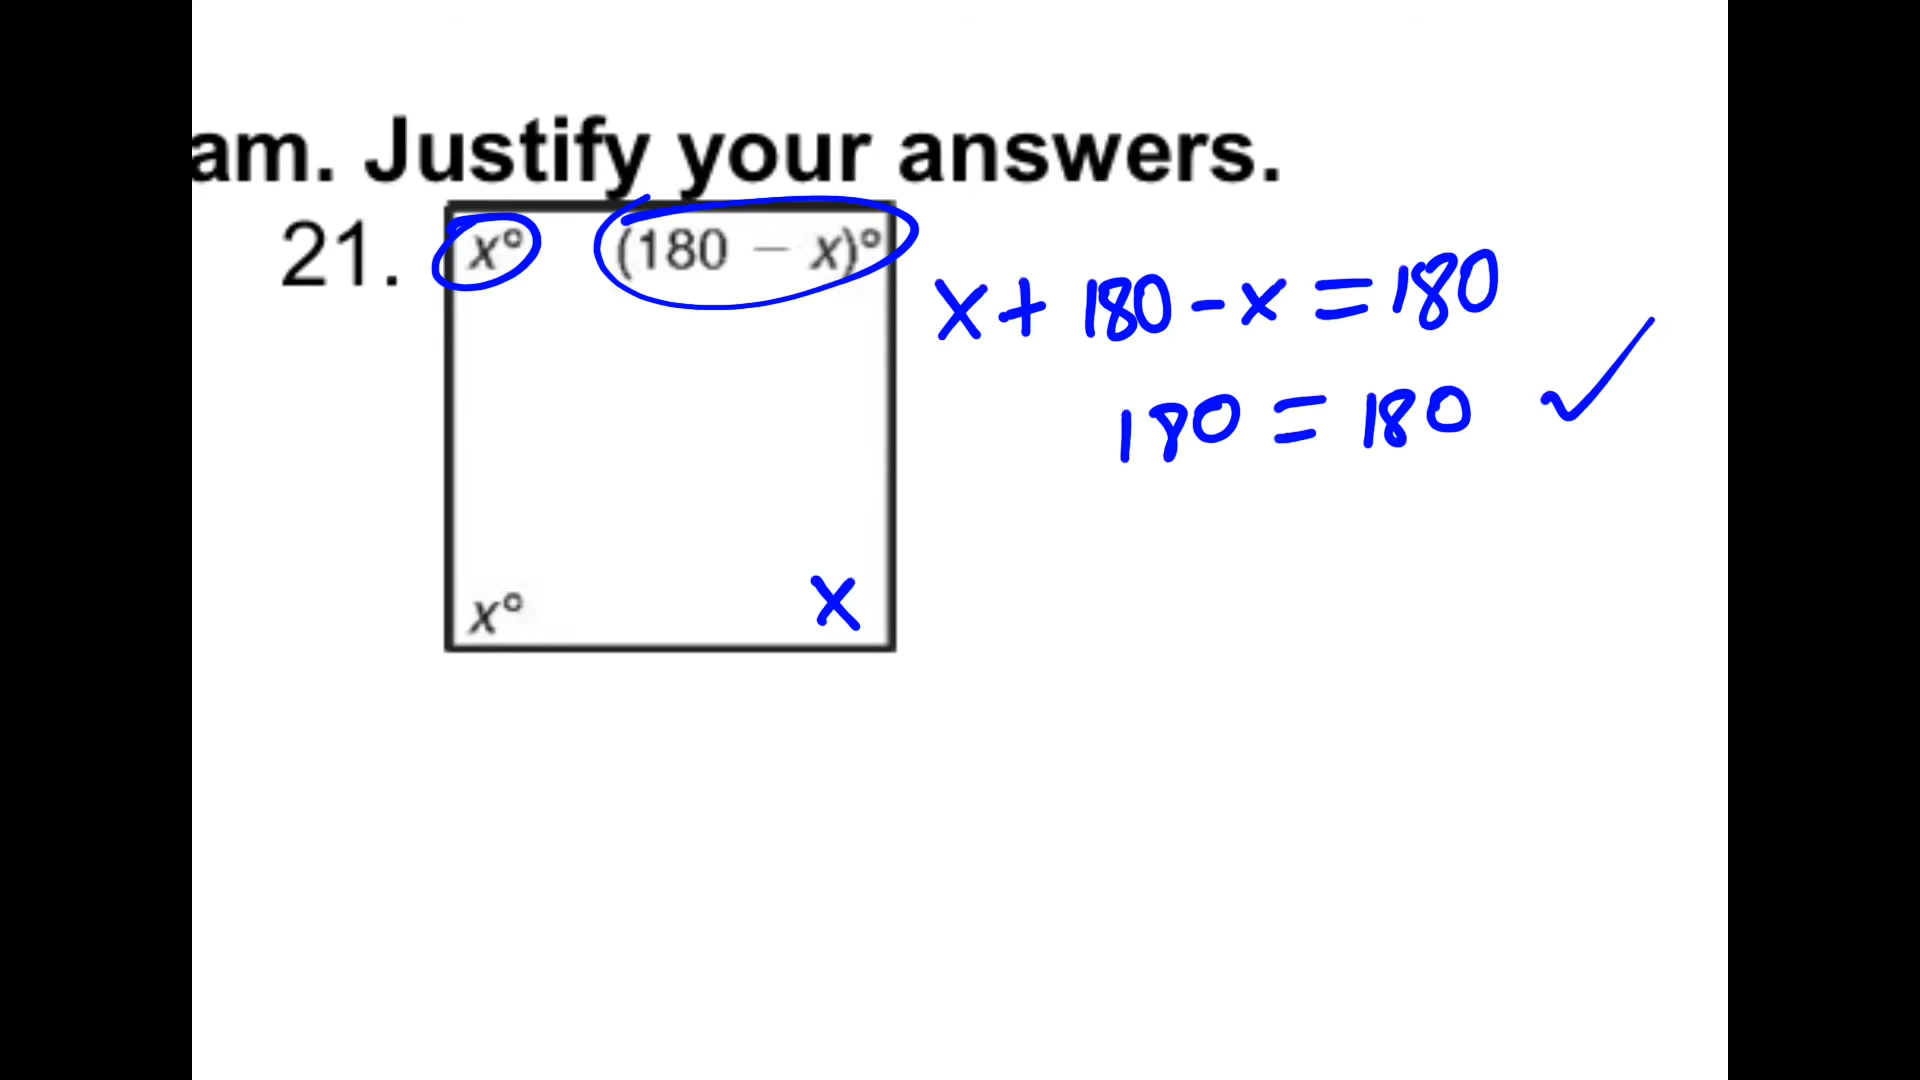 am. Justify your answers.
21. x° (180 − x)°
x + 180 - x = 180
180 = 180 ✓
x° x